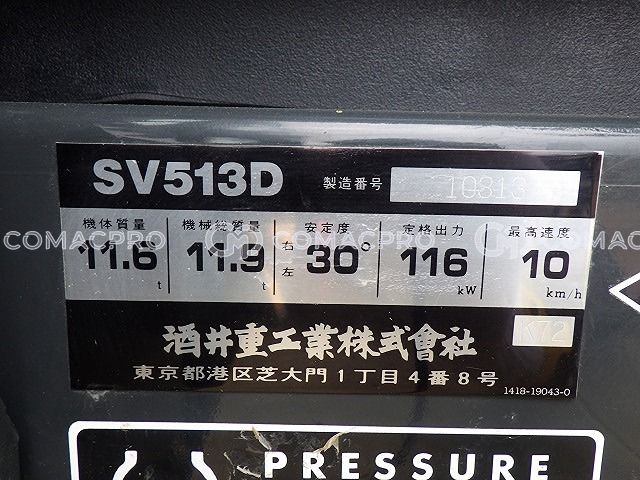 SV513D 製造番号
機体質量 機械総質量 安定度 定格出力 最高速度
11.6 t 11.9 t 右左 30° 116 kW 10 km/h
酒井重工業株式會社 K72
東京都港区芝大門1丁目4番8号
1418-19043-0
PRESSURE
COMACPRO COMACPRO COMACPRO